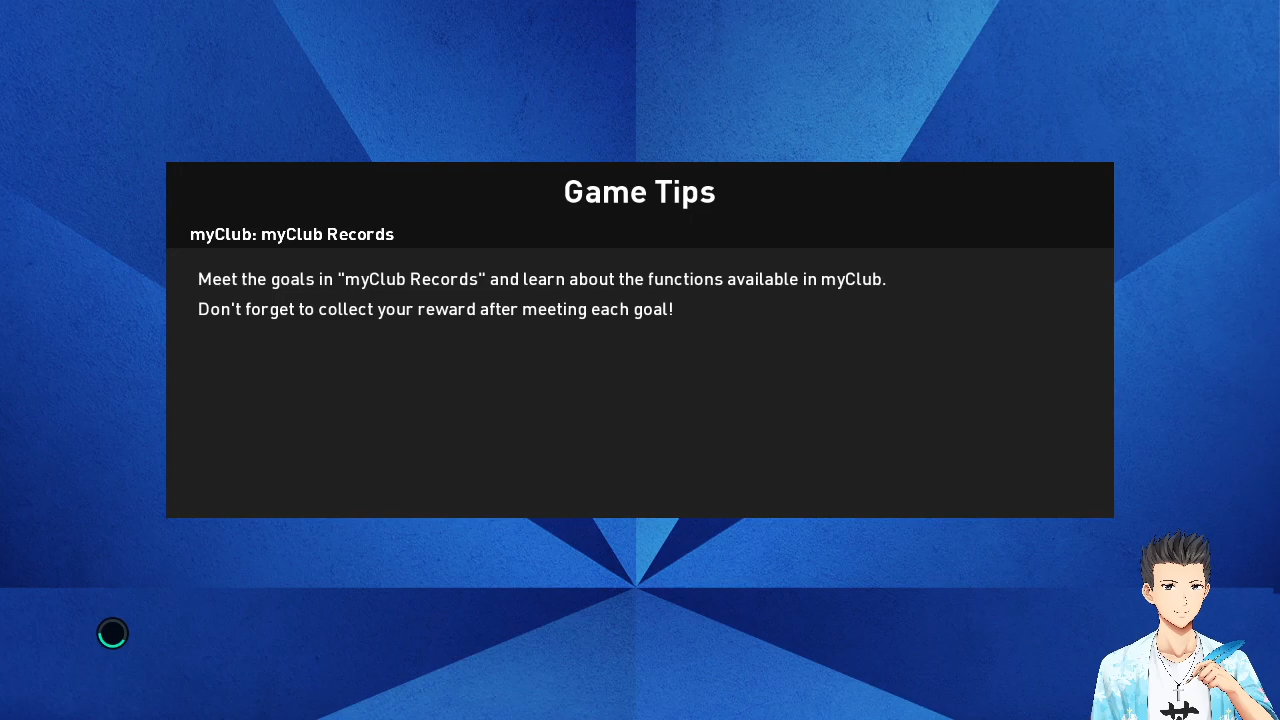 Game Tips
myClub: myClub Records
Meet the goals in "myClub Records" and learn about the functions available in myClub.
Don't forget to collect your reward after meeting each goal!